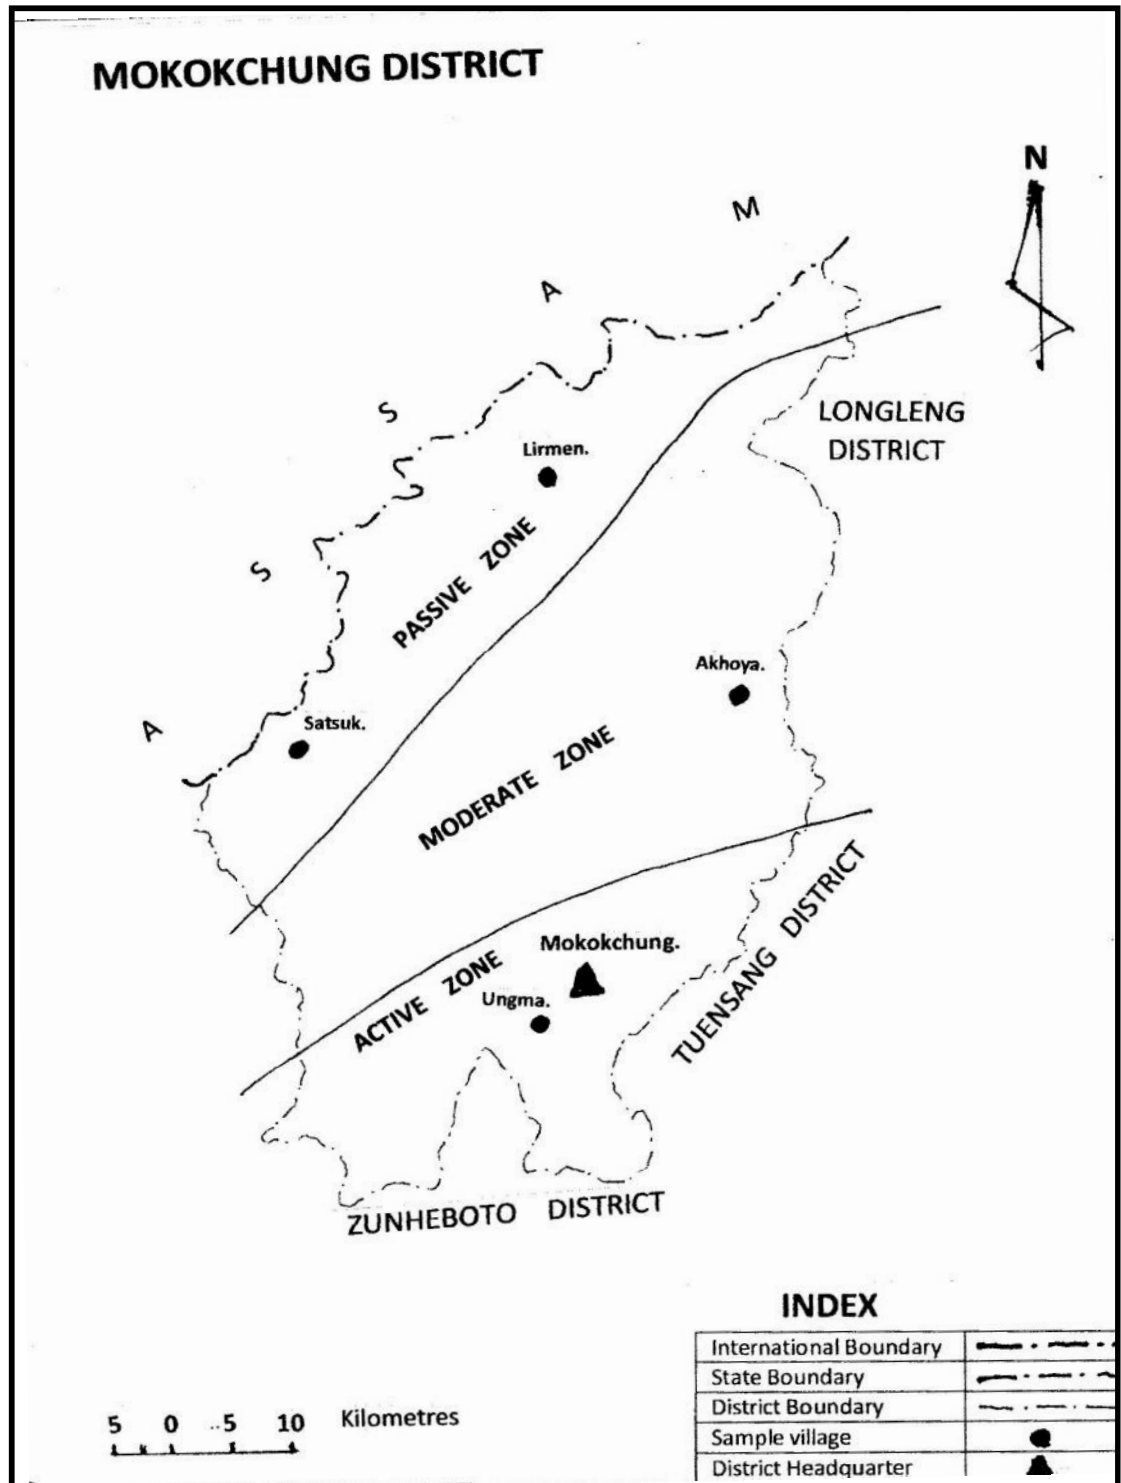 MOKOKCHUNG DISTRICT
N
A S S A M
LONGLENG
DISTRICT
Lirmen.
PASSIVE ZONE
Akhoya.
Satsuk.
MODERATE ZONE
Mokokchung.
ACTIVE ZONE
Ungma.
TUENSANG DISTRICT
ZUNHEBOTO DISTRICT
INDEX
International Boundary
State Boundary
District Boundary
Sample village
District Headquarter
5 0 5 10 Kilometres